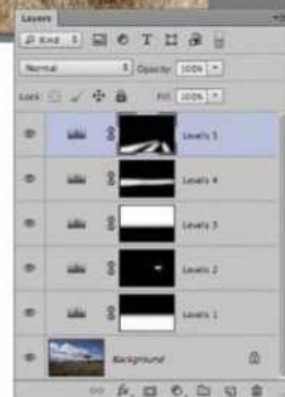 Layers
Kind
T
Normal
Opacity: 100%
Lock: Fill: 100%
Levels 5
Levels 4
Levels 3
Levels 2
Levels 1
Background
fx